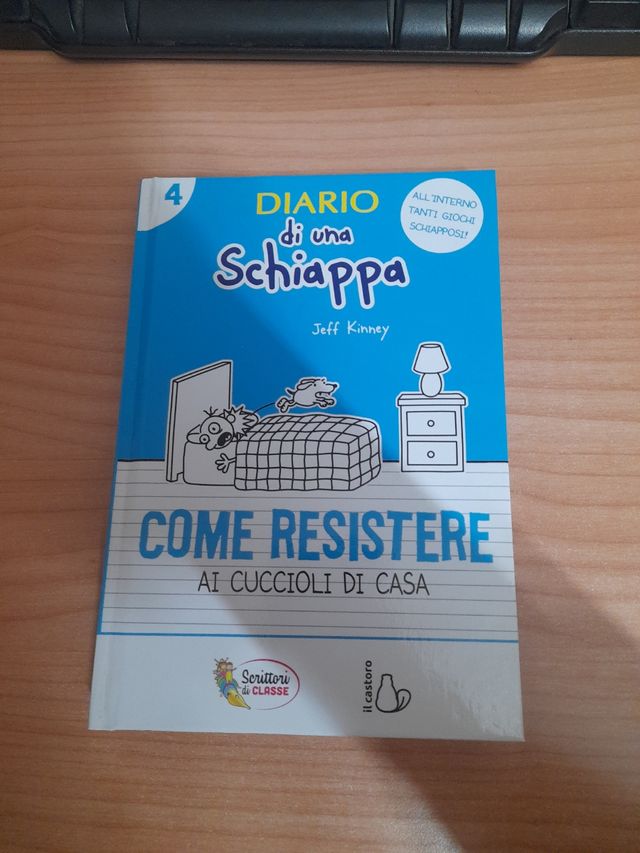 4
DIARIO
di una
Schiappa
ALL'INTERNO
TANTI GIOCHI
SCHIAPPOSI!
Jeff Kinney
COME RESISTERE
AI CUCCIOLI DI CASA
Scrittori
di CLASSE
il castoro